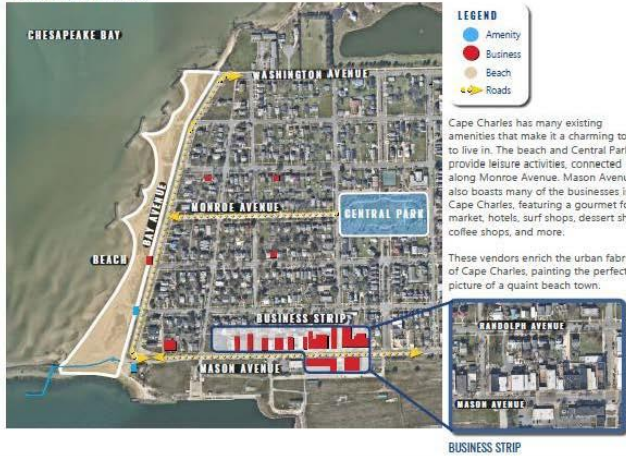 CHESAPEAKE BAY
WASHINGTON AVENUE
BAY AVENUE
MONROE AVENUE
CENTRAL PARK
BEACH
BUSINESS STRIP
MASON AVENUE
LEGEND
Amenity
Business
Beach
Roads
Cape Charles has many existing
amenities that make it a charming to
to live in. The beach and Central Park
provide leisure activities, connected
along Monroe Avenue. Mason Avenu
also boasts many of the businesses i
Cape Charles, featuring a gourmet fo
market, hotels, surf shops, dessert sh
coffee shops, and more.
These vendors enrich the urban fabr
of Cape Charles, painting the perfect
picture of a quaint beach town.
RANDOLPH AVENUE
MASON AVENUE
BUSINESS STRIP